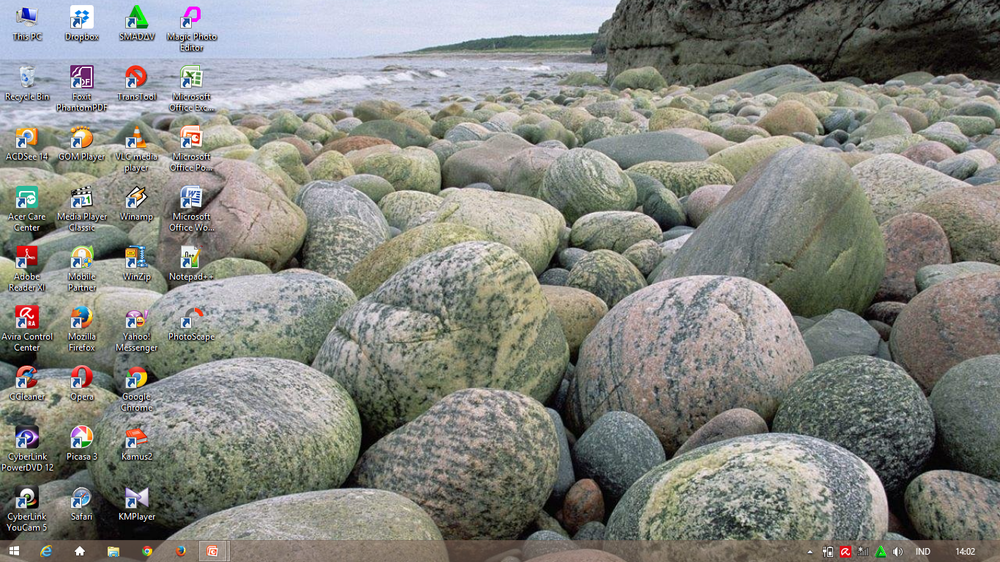 This PC
Dropbox
SMADΔV
Magic Photo
Editor
Recycle Bin
Foxit
PhantomPDF
TransTool
Microsoft
Office Exc...
ACDSee 14
GOM Player
VLC media
player
Microsoft
Office Po...
Acer Care
Center
Media Player
Classic
Winamp
Microsoft
Office Wo...
Adobe
Reader XI
Mobile
Partner
WinZip
Notepad++
Avira Control
Center
Mozilla
Firefox
Yahoo!
Messenger
PhotoScape
CCleaner
Opera
Google
Chrome
CyberLink
PowerDVD 12
Picasa 3
Kamus2
CyberLink
YouCam 5
Safari
KMPlayer
IND
14:02